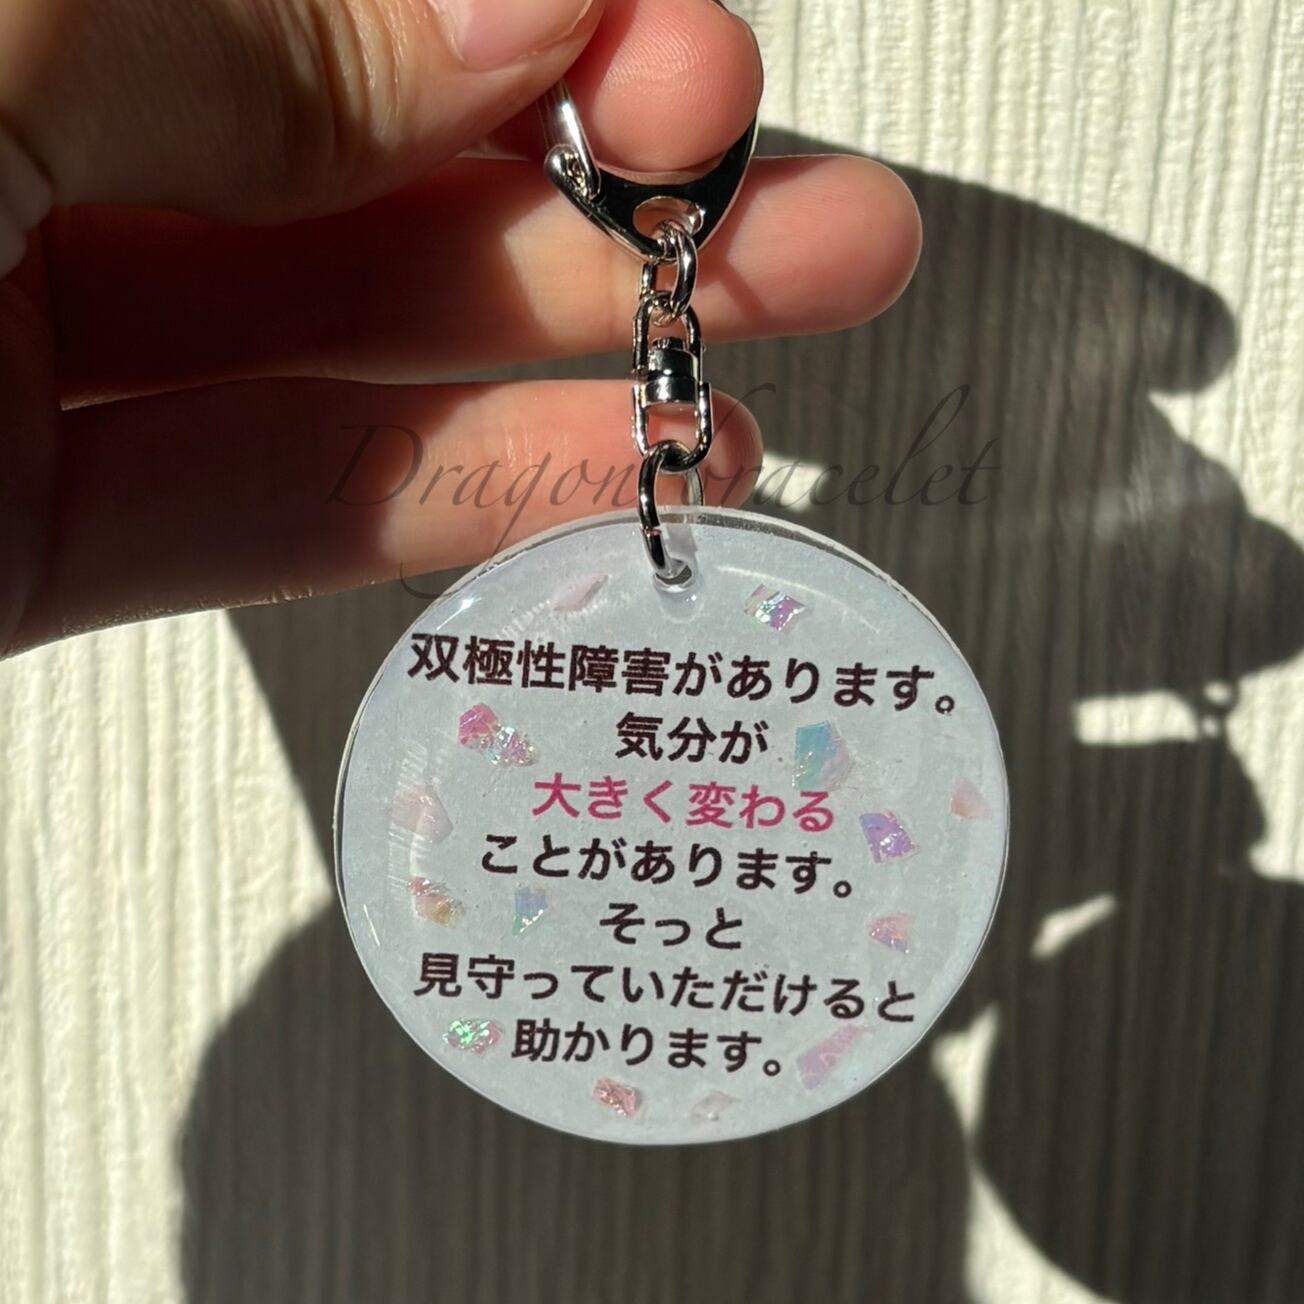 Dragon bracelet
双極性障害があります。
気分が
大きく変わる
ことがあります。
そっと
見守っていただけると
助かります。